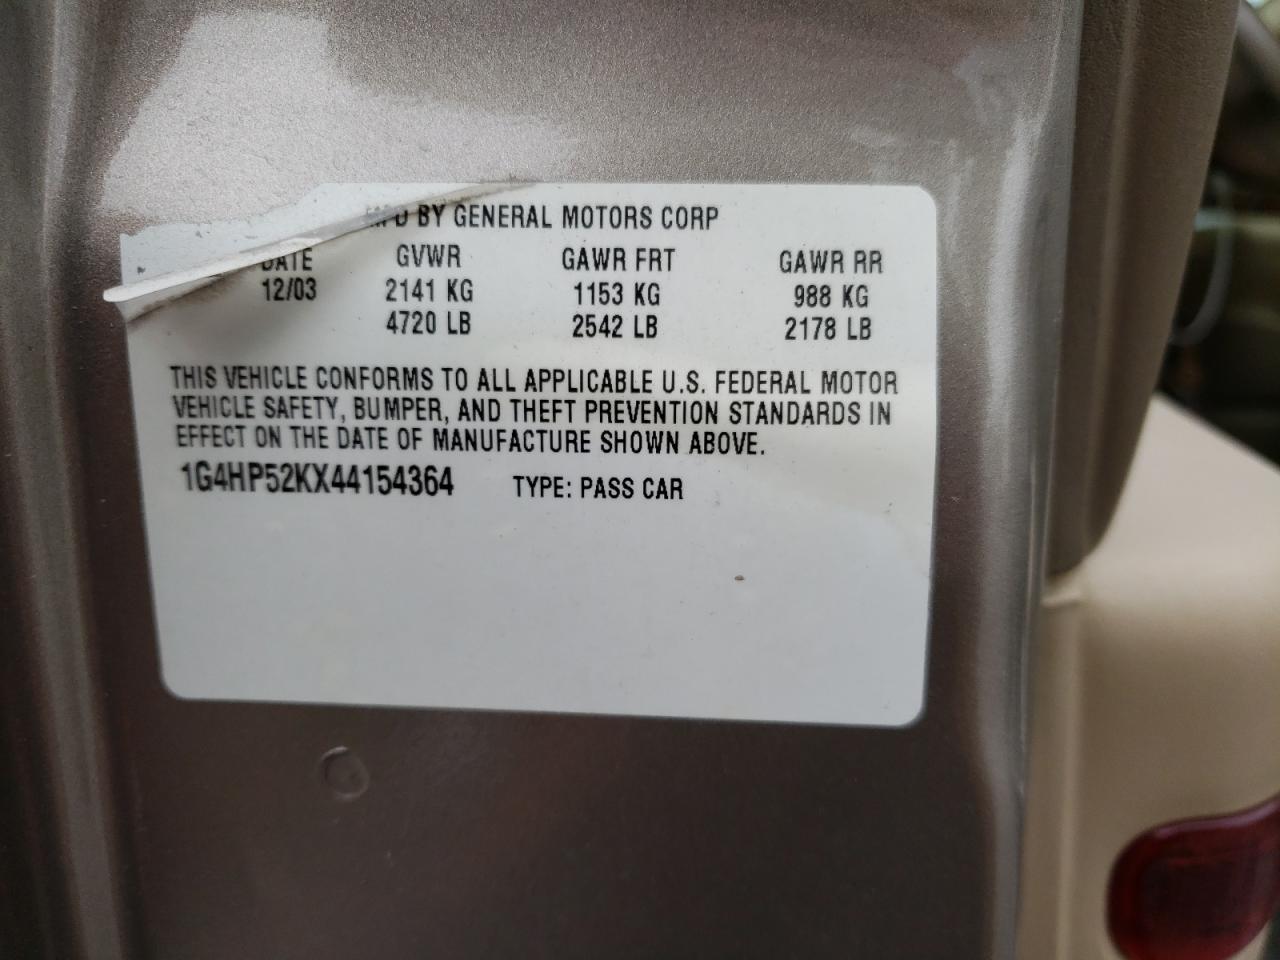 MFD BY GENERAL MOTORS CORP
DATE GVWR GAWR FRT GAWR RR
12/03 2141 KG 1153 KG 988 KG
4720 LB 2542 LB 2178 LB
THIS VEHICLE CONFORMS TO ALL APPLICABLE U.S. FEDERAL MOTOR
VEHICLE SAFETY, BUMPER, AND THEFT PREVENTION STANDARDS IN
EFFECT ON THE DATE OF MANUFACTURE SHOWN ABOVE.
1G4HP52KX44154364 TYPE: PASS CAR